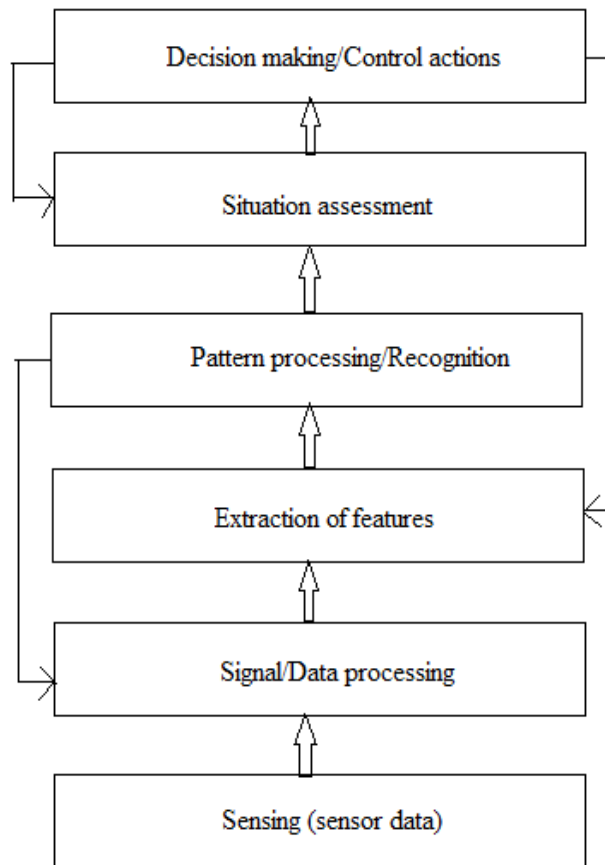 Decision making/Control actions
Situation assessment
Pattern processing/Recognition
Extraction of features
Signal/Data processing
Sensing (sensor data)